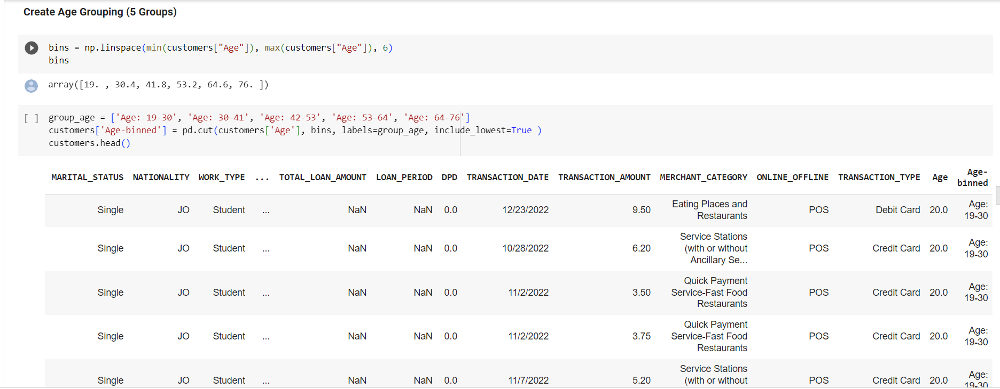 Create Age Grouping (5 Groups)
bins = np.linspace(min(customers["Age"]), max(customers["Age"]), 6)
bins
array([19. , 30.4, 41.8, 53.2, 64.6, 76. ])
[ ] group_age = ['Age: 19-30', 'Age: 30-41', 'Age: 42-53', 'Age: 53-64', 'Age: 64-76']
customers['Age-binned'] = pd.cut(customers['Age'], bins, labels=group_age, include_lowest=True )
customers.head()
MARITAL_STATUS NATIONALITY WORK_TYPE ... TOTAL_LOAN_AMOUNT LOAN_PERIOD DPD TRANSACTION_DATE TRANSACTION_AMOUNT MERCHANT_CATEGORY ONLINE_OFFLINE TRANSACTION_TYPE Age Age-
binned
Eating Places and Age:
Single JO Student ... NaN NaN 0.0 12/23/2022 9.50 POS Debit Card 20.0
Restaurants 19-30
Service Stations
Single JO Student ... NaN NaN 0.0 10/28/2022 6.20 (with or without POS Credit Card 20.0 Age:
Ancillary Se... 19-30
Quick Payment
Single JO Student ... NaN NaN 0.0 11/2/2022 3.50 Service-Fast Food POS Credit Card 20.0 Age:
Restaurants 19-30
Quick Payment
Single JO Student ... NaN NaN 0.0 11/2/2022 3.75 Service-Fast Food POS Credit Card 20.0 Age:
Restaurants 19-30
Service Stations
Single JO Student ... NaN NaN 0.0 11/7/2022 5.20 (with or without POS Credit Card 20.0 Age:
19-30